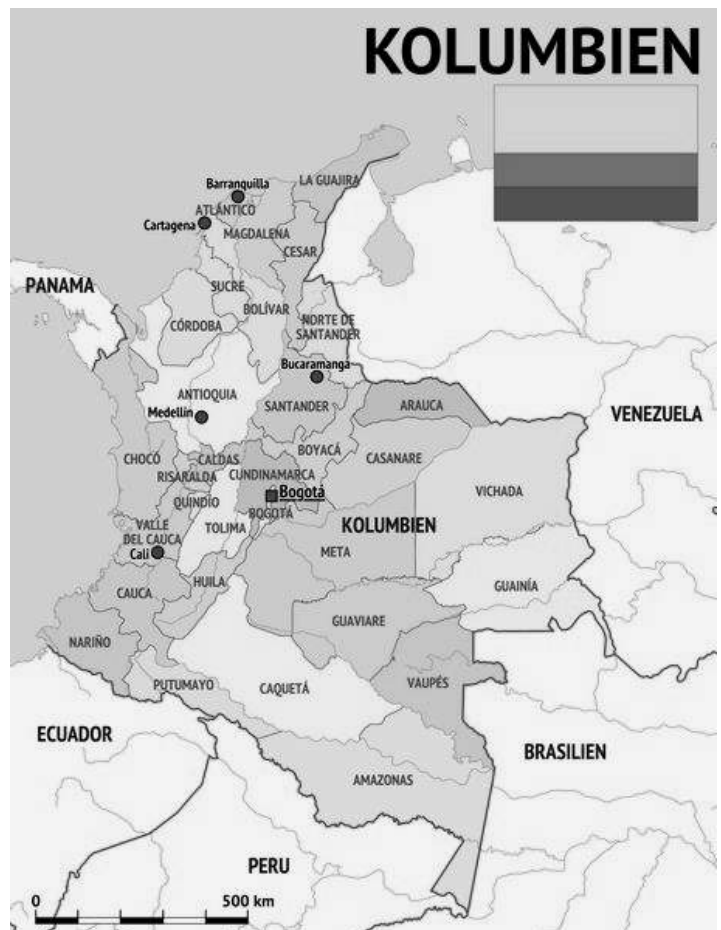 KOLUMBIEN
Barranquilla
LA GUAJIRA
ATLÁNTICO
Cartagena
MAGDALENA
CESAR
PANAMA
SUCRE
BOLÍVAR
CÓRDOBA
NORTE DE
SANTANDER
Bucaramanga
ANTIOQUIA
SANTANDER
ARAUCA
Medellín
VENEZUELA
BOYACÁ
CHOCÓ
CALDAS
CASANARE
RISARALDA
CUNDINAMARCA
VICHADA
Bogotá
QUINDÍO
BOGOTÁ
TOLIMA
KOLUMBIEN
VALLE
DEL CAUCA
Cali
META
HUILA
GUAINÍA
CAUCA
GUAVIARE
NARIÑO
PUTUMAYO
CAQUETÁ
VAUPÉS
ECUADOR
BRASILIEN
AMAZONAS
PERU
0 500 km